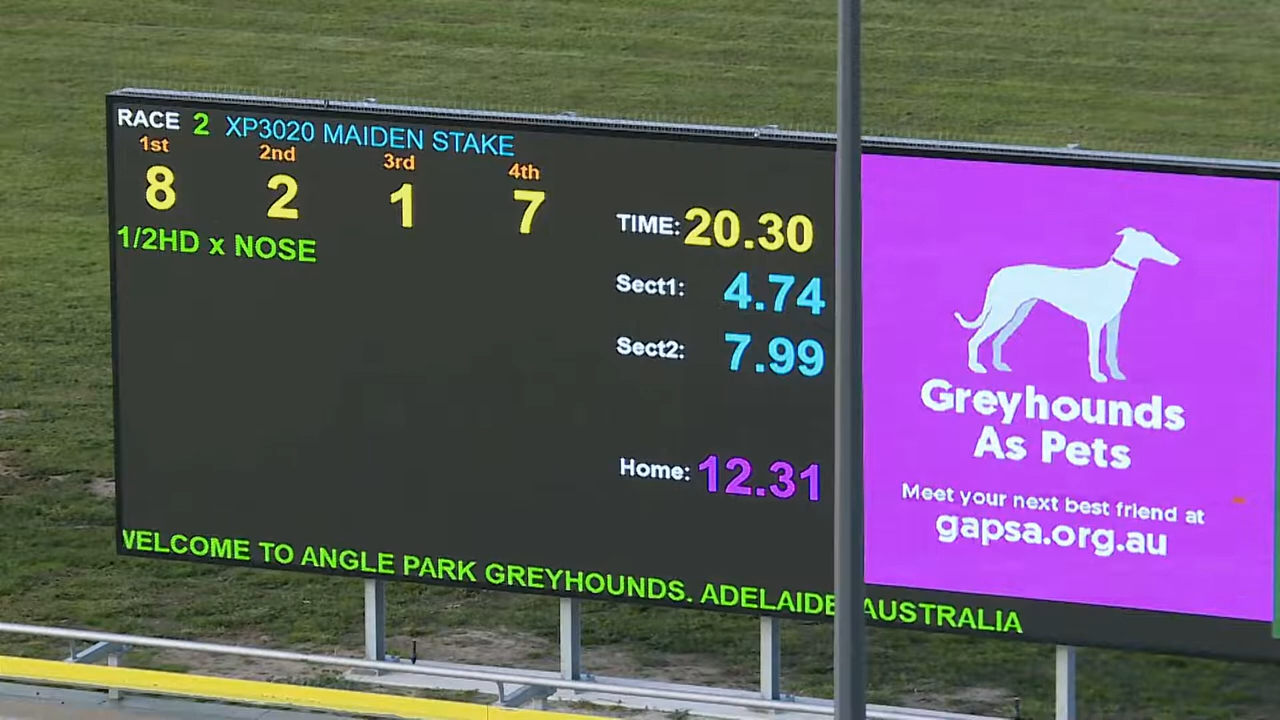 RACE 2 XP3020 MAIDEN STAKE
1st 2nd 3rd 4th
8 2 1 7
1/2HD x NOSE
TIME: 20.30
Sect1: 4.74
Sect2: 7.99
Home: 12.31
WELCOME TO ANGLE PARK GREYHOUNDS. ADELAIDE AUSTRALIA
Greyhounds
As Pets
Meet your next best friend at
gapsa.org.au